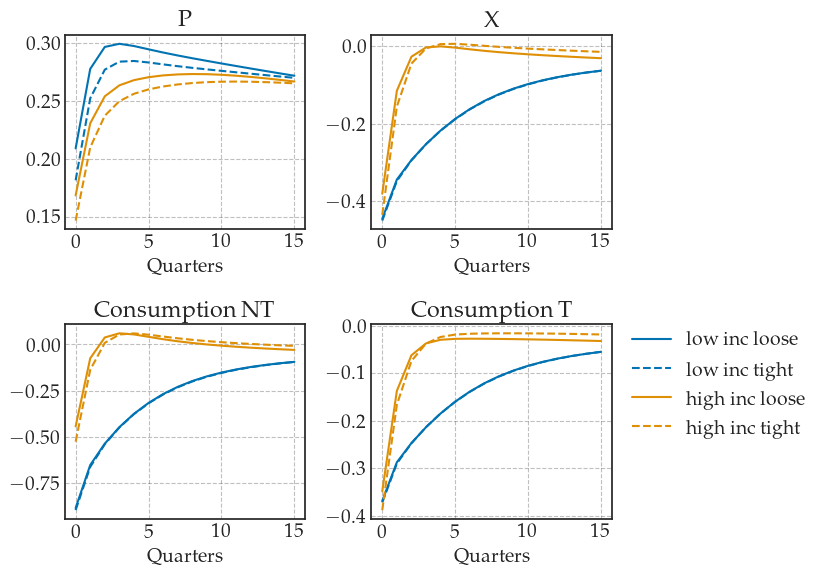 P
0.30
0.25
0.20
0.15
0 5 10 15
Quarters
X
0.0
−0.2
−0.4
0 5 10 15
Quarters
Consumption NT
0.00
−0.25
−0.50
−0.75
0 5 10 15
Quarters
Consumption T
0.0
−0.1
−0.2
−0.3
−0.4
0 5 10 15
Quarters
low inc loose
low inc tight
high inc loose
high inc tight